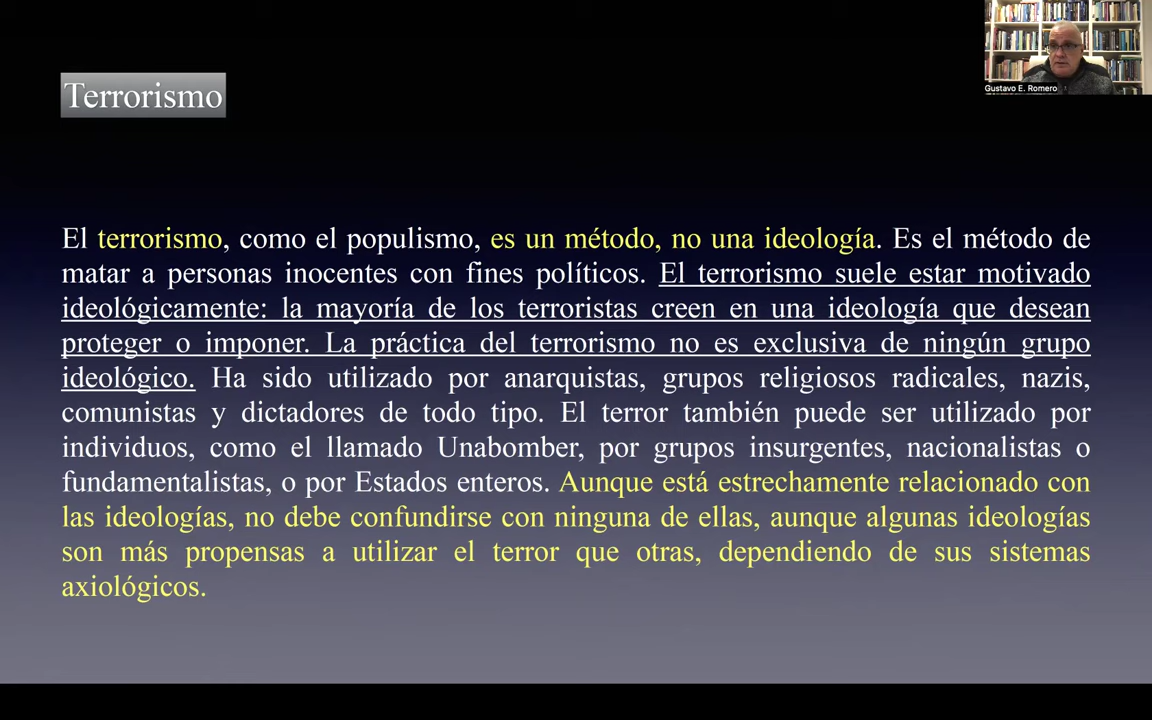 Gustavo E. Romero
Terrorismo
El terrorismo, como el populismo, es un método, no una ideología. Es el método de
matar a personas inocentes con fines políticos. El terrorismo suele estar motivado
ideológicamente: la mayoría de los terroristas creen en una ideología que desean
proteger o imponer. La práctica del terrorismo no es exclusiva de ningún grupo
ideológico. Ha sido utilizado por anarquistas, grupos religiosos radicales, nazis,
comunistas y dictadores de todo tipo. El terror también puede ser utilizado por
individuos, como el llamado Unabomber, por grupos insurgentes, nacionalistas o
fundamentalistas, o por Estados enteros. Aunque está estrechamente relacionado con
las ideologías, no debe confundirse con ninguna de ellas, aunque algunas ideologías
son más propensas a utilizar el terror que otras, dependiendo de sus sistemas
axiológicos.